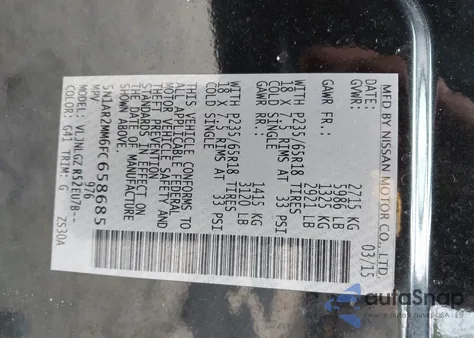 MFD BY NISSAN MOTOR CO., LTD.
03/15
GVWR: 2715 KG
5986 LB
GAWR FR: 1325 KG
2921 LB
WITH P235/65R18 TIRES
18 X 7.5 RIMS AT 33 PSI
COLD SINGLE
GAWR RR: 1415 KG
3120 LB
WITH P235/65R18 TIRES
18 X 7.5 RIMS AT 33 PSI
COLD SINGLE
THIS VEHICLE CONFORMS TO
ALL APPLICABLE FEDERAL
MOTOR VEHICLE SAFETY AND
THEFT PREVENTION
STANDARDS IN EFFECT ON
THE DATE OF MANUFACTURE
SHOWN ABOVE.
976
5N1AR2MM6FC658685
MPV
MODEL: VLJNLGZ R52EU7B--
COLOR: G41 TRIM: G ZS30A
autoSnap